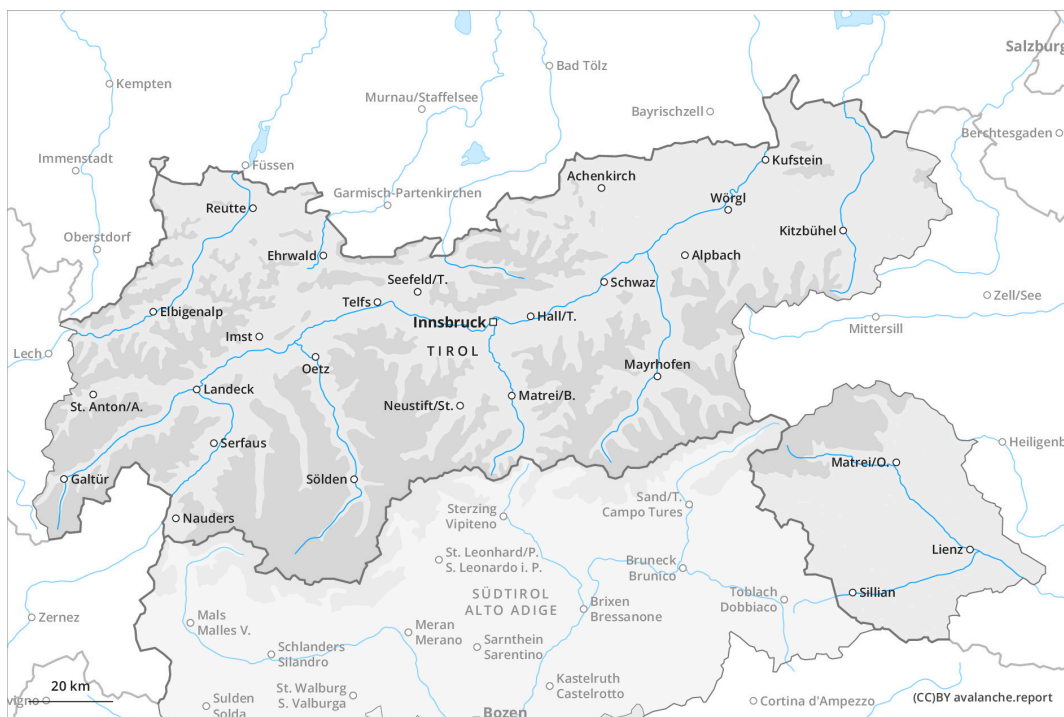 Salzburg
Kempten
Bad Tölz
Murnau/Staffelsee
Bayrischzell
Berchtesgaden
Immenstadt
Füssen
Kufstein
Achenkirch
Garmisch-Partenkirchen
Wörgl
Reutte
Kitzbühel
Oberstdorf
Ehrwald
Alpbach
Seefeld/T.
Schwaz
Zell/See
Telfs
Elbigenalp
Hall/T.
Innsbruck
Mittersill
Imst
TIROL
Lech
Oetz
Mayrhofen
Landeck
St. Anton/A.
Neustift/St.
Matrei/B.
Serfaus
Heiligenb
Matrei/O.
Galtür
Sölden
Sand/T.
Campo Tures
Sterzing
Vipiteno
Nauders
Lienz
St. Leonhard/P.
S. Leonardo i. P.
Bruneck
Brunico
SÜDTIROL
ALTO ADIGE
Toblach
Dobbiaco
Sillian
Brixen
Bressanone
Zernez
Mals
Malles V.
Meran
Merano
Sarnthein
Sarentino
Schlanders
Silandro
Kastelruth
Castelrotto
20 km
St. Walburg
S. Valburga
vigno
Sulden
Solda
Cortina d'Ampezzo
(CC)BY avalanche.report
Bozen